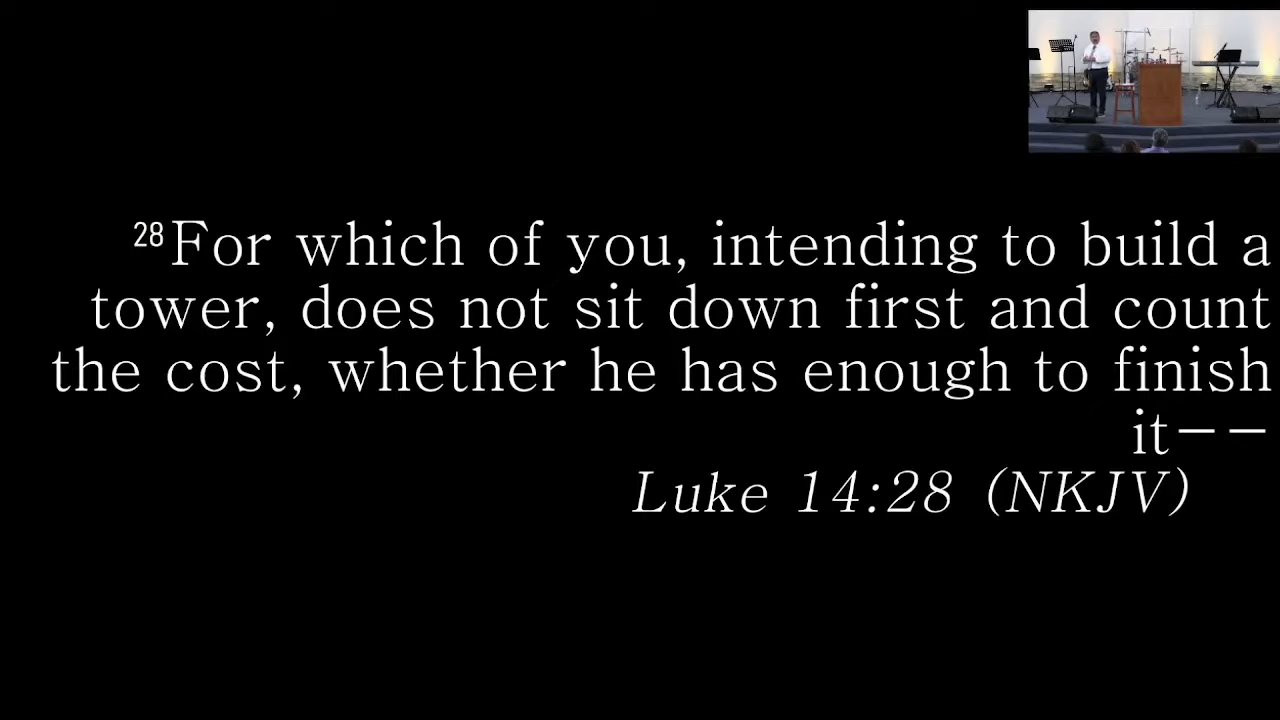 28For which of you, intending to build a
tower, does not sit down first and count
the cost, whether he has enough to finish
it--
Luke 14:28 (NKJV)